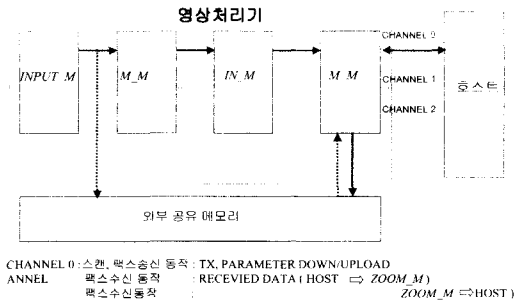 영상처리기
CHANNEL 0
INPUT M
M_M
IN_M
M_M
CHANNEL 1
CHANNEL 2
호스트
외부 공유 메모리
CHANNEL 0 : 스캔, 팩스송신 동작 : TX, PARAMETER DOWN/UPLOAD
ANNEL 팩스수신 동작 : RECEVIED DATA ( HOST ⇨ ZOOM_M )
팩스수신동작 : ZOOM_M ⇨HOST )